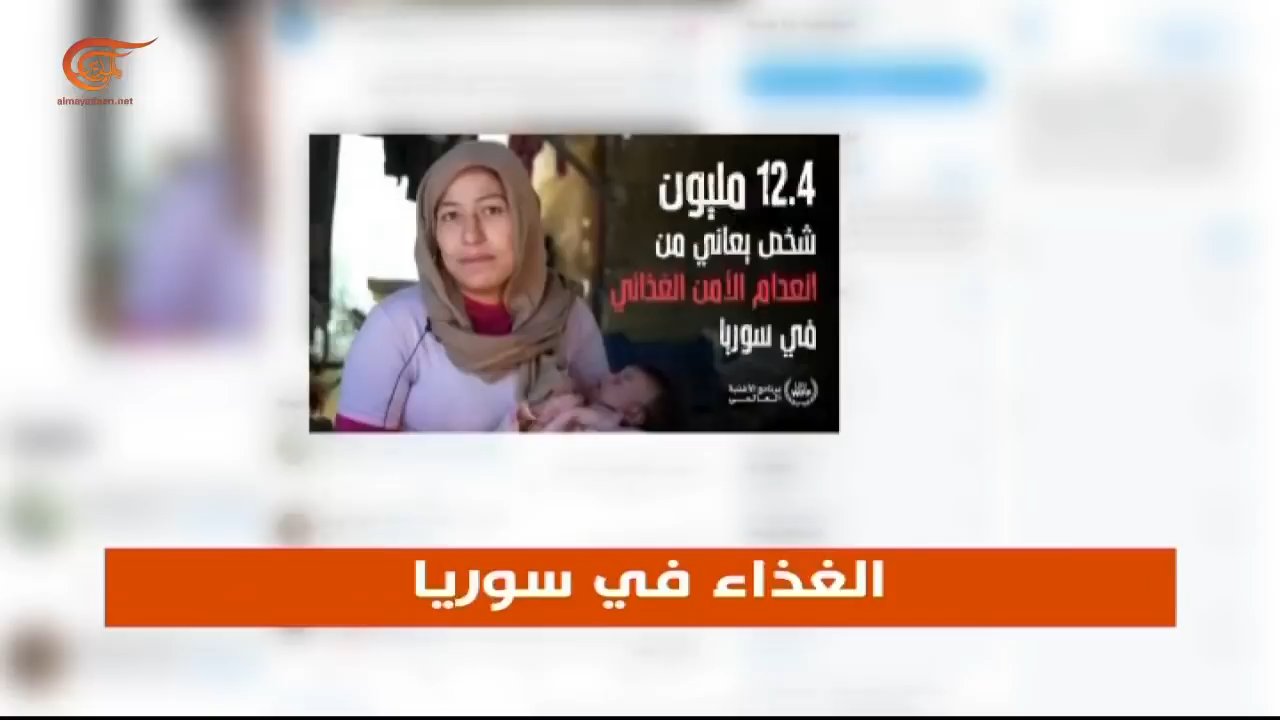 almayadeen.net
12.4 مليون
شخص يعاني من
انعدام الأمن الغذائي
في سوريا
برنامج الأغذية
العالمي
WFP
الغذاء في سوريا